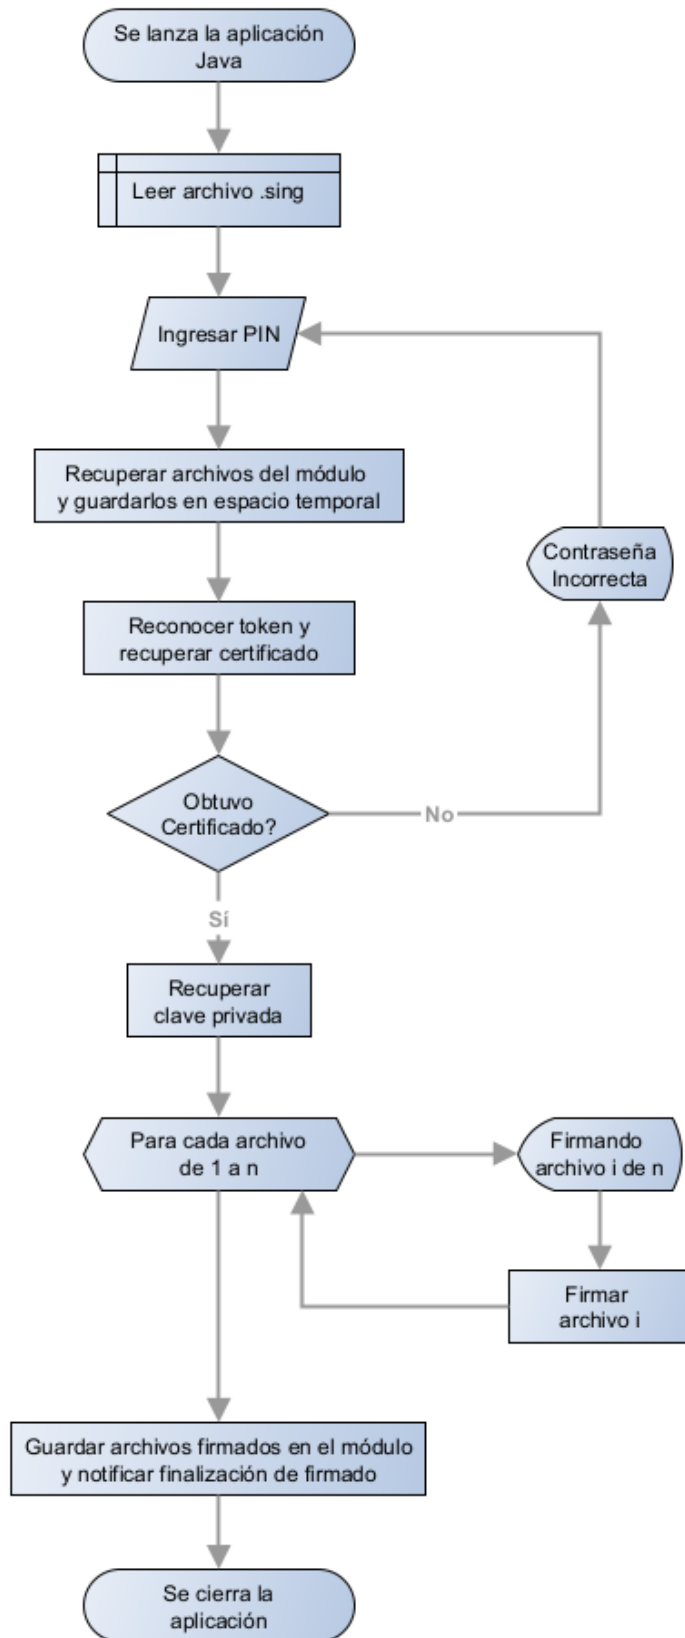 Se lanza la aplicación
Java
Leer archivo .sing
Ingresar PIN
Recuperar archivos del módulo
y guardarlos en espacio temporal
Contraseña
Incorrecta
Reconocer token y
recuperar certificado
Obtuvo
Certificado?
No
Sí
Recuperar
clave privada
Para cada archivo
de 1 a n
Firmando
archivo i de n
Firmar
archivo i
Guardar archivos firmados en el módulo
y notificar finalización de firmado
Se cierra la
aplicación